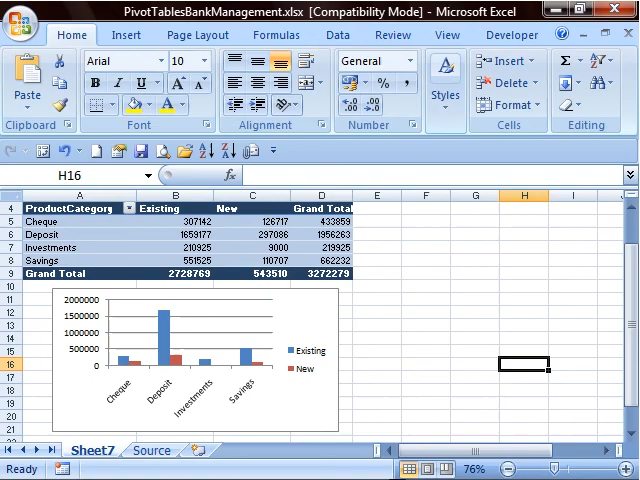 PivotTablesBankManagement.xlsx [Compatibility Mode] - Microsoft Excel
Home Insert Page Layout Formulas Data Review View Developer
Arial 10 General Insert Σ
Paste B I U A A Styles Delete
A % , Format
Clipboard Font Alignment Number Cells Editing
H16 fx
A B C D E F G H I
4 ProductCategory Existing New Grand Total
5 Cheque 307142 126717 433859
6 Deposit 1659177 297086 1956263
7 Investments 210925 9000 219925
8 Savings 551525 110707 662232
9 Grand Total 2728769 543510 3272279
10
11 2000000
12 1500000
13
14 1000000
15 500000 Existing
16 0 New
17 Cheque Deposit Investments Savings
18
19
20
21
Sheet7 Source
Ready 76%